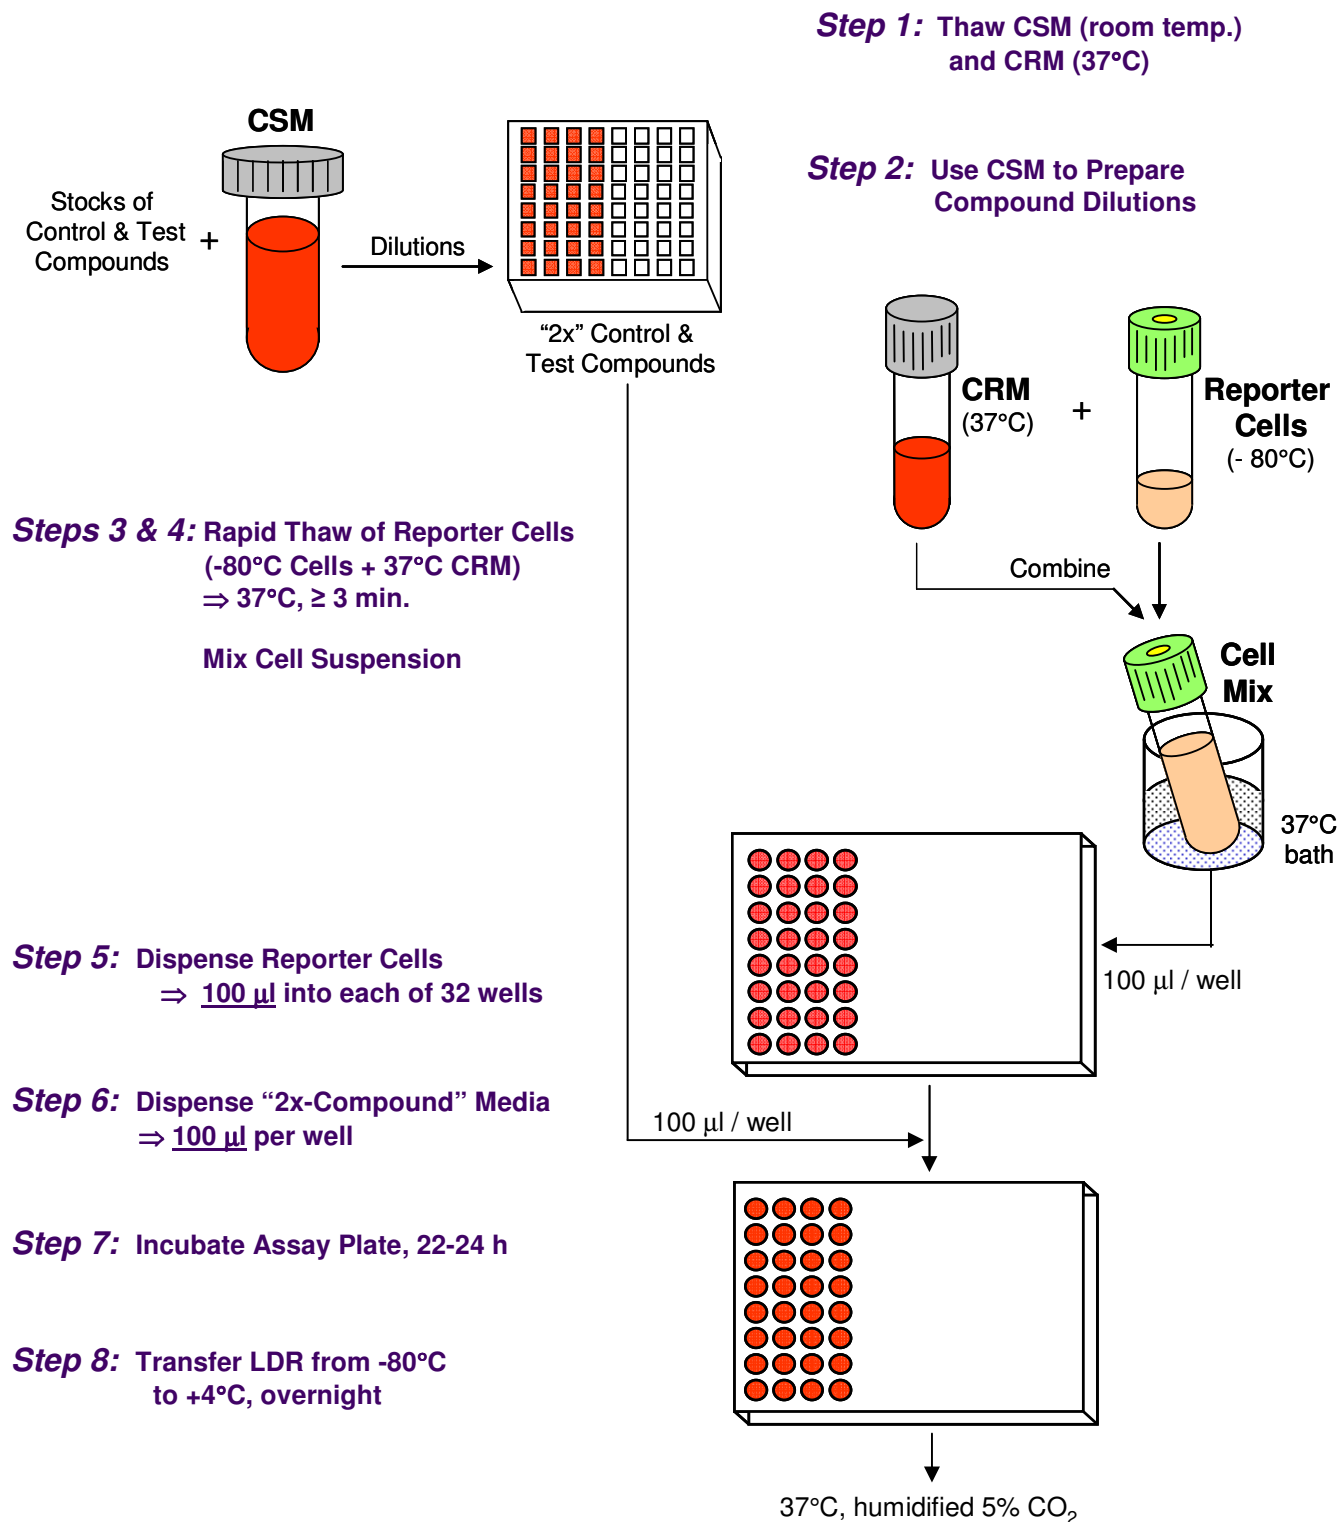 Step 1: Thaw CSM (room temp.)
and CRM (37°C)
CSM
Stocks of
Control & Test
Compounds
+
Dilutions
"2x" Control &
Test Compounds
Step 2: Use CSM to Prepare
Compound Dilutions
CRM
(37°C)
+
Reporter
Cells
(- 80°C)
Steps 3 & 4: Rapid Thaw of Reporter Cells
(-80°C Cells + 37°C CRM)
⇒ 37°C, ≥ 3 min.
Mix Cell Suspension
Combine
Cell
Mix
37°C
bath
Step 5: Dispense Reporter Cells
⇒ 100 µl into each of 32 wells
100 µl / well
Step 6: Dispense “2x-Compound” Media
⇒ 100 µl per well
100 µl / well
Step 7: Incubate Assay Plate, 22-24 h
Step 8: Transfer LDR from -80°C
to +4°C, overnight
37°C, humidified 5% CO₂